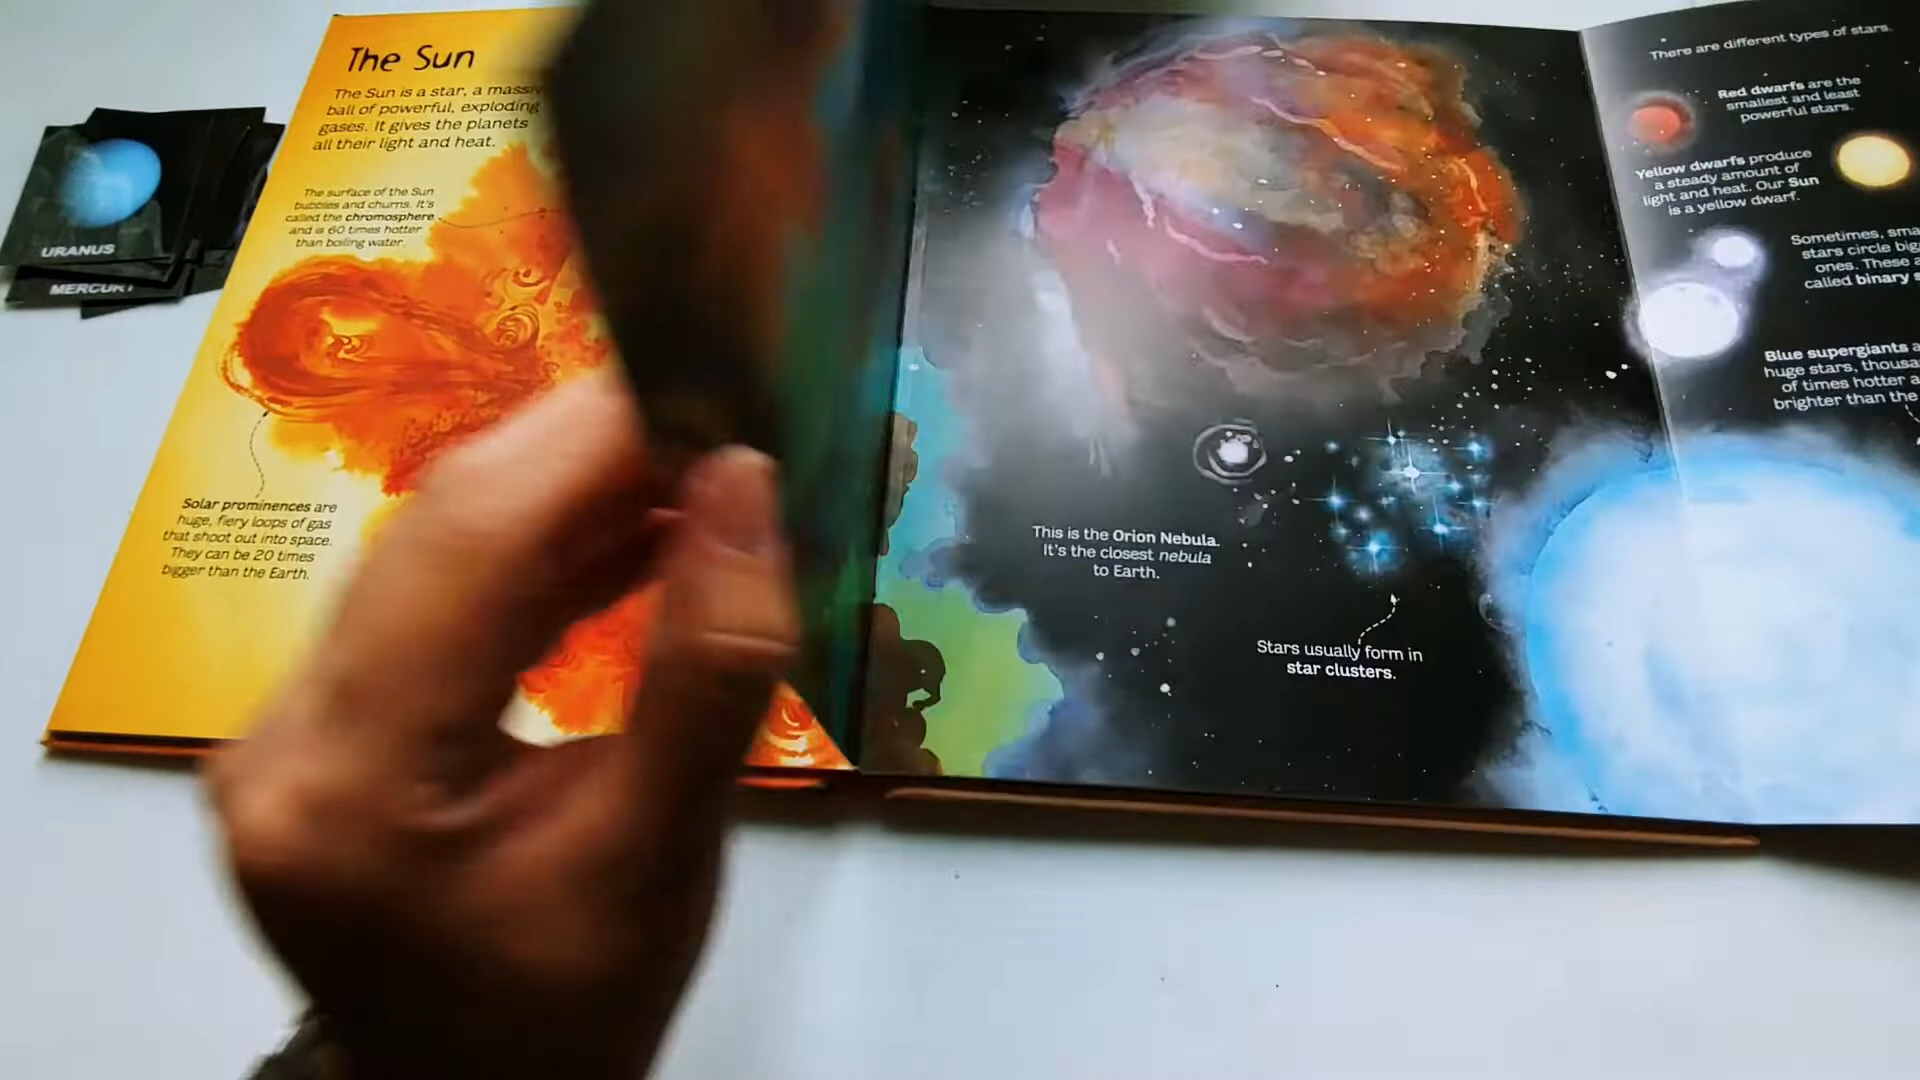 URANUS
MERCURY
The Sun
The Sun is a star, a massive
ball of powerful, exploding
gases. It gives the planets
all their light and heat.
The surface of the Sun
bubbles and churns. It's
called the chromosphere
and is 60 times hotter
than boiling water.
Solar prominences are
huge, fiery loops of gas
that shoot out into space.
They can be 20 times
bigger than the Earth.
This is the Orion Nebula.
It's the closest nebula
to Earth.
Stars usually form in
star clusters.
There are different types of stars.
Red dwarfs are the
smallest and least
powerful stars.
Yellow dwarfs produce
a steady amount of
light and heat. Our Sun
is a yellow dwarf.
Sometimes, sma
stars circle big
ones. These a
called binary s
Blue supergiants a
huge stars, thousa
of times hotter a
brighter than the